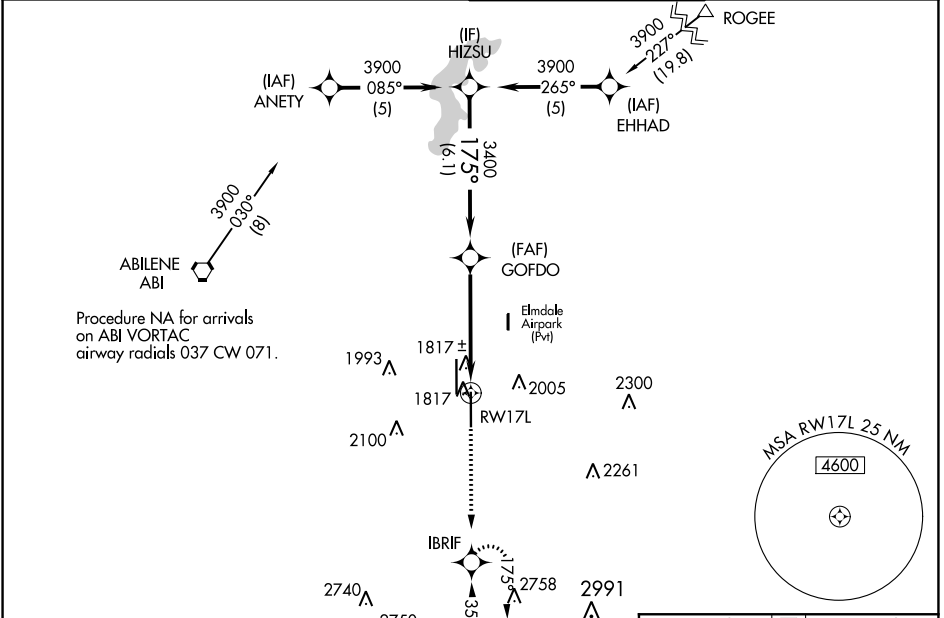 3900
227°
(19.8)
ROGEE
(IF)
HIZSU
(IAF)
ANETY
3900
085°
(5)
3900
265°
(5)
(IAF)
EHHAD
3400
175°
(6.1)
3900
030°
(8)
ABILENE
ABI
(FAF)
GOFDO
Procedure NA for arrivals
on ABI VORTAC
airway radials 037 CW 071.
Elmdale
Airpark
(Pvt)
1993
1817 ±
1817
2005
2300
RW17L
2100
2261
MSA RW17L 25 NM
4600
IBRIF
175°
35
2740
2758
2991